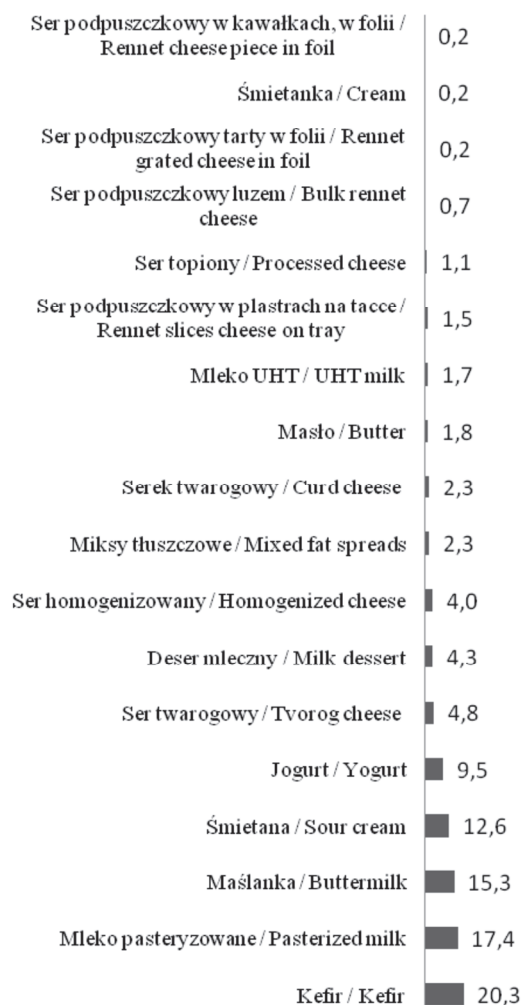 Ser podpuszczkowy w kawałkach, w folii /
Rennet cheese piece in foil
0,2
Śmietanka / Cream
0,2
Ser podpuszczkowy tarty w folii / Rennet
grated cheese in foil
0,2
Ser podpuszczkowy luzem / Bulk rennet
cheese
0,7
Ser topiony / Processed cheese
1,1
Ser podpuszczkowy w plastrach na tacce /
Rennet slices cheese on tray
1,5
Mleko UHT / UHT milk
1,7
Masło / Butter
1,8
Serek twarogowy / Curd cheese
2,3
Miksy tłuszczowe / Mixed fat spreads
2,3
Ser homogenizowany / Homogenized cheese
4,0
Deser mleczny / Milk dessert
4,3
Ser twarogowy / Tvorog cheese
4,8
Jogurt / Yogurt
9,5
Śmietana / Sour cream
12,6
Maślanka / Buttermilk
15,3
Mleko pasteryzowane / Pasterized milk
17,4
Kefir / Kefir
20,3